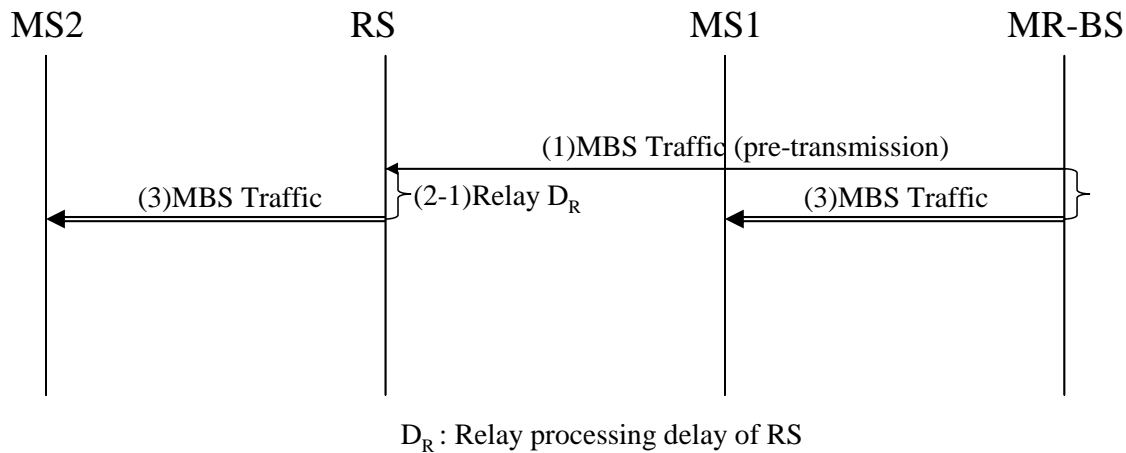 MS2 RS MS1 MR-BS
(1)MBS Traffic (pre-transmission)
(3)MBS Traffic (2-1)Relay D_R (3)MBS Traffic
D_R : Relay processing delay of RS